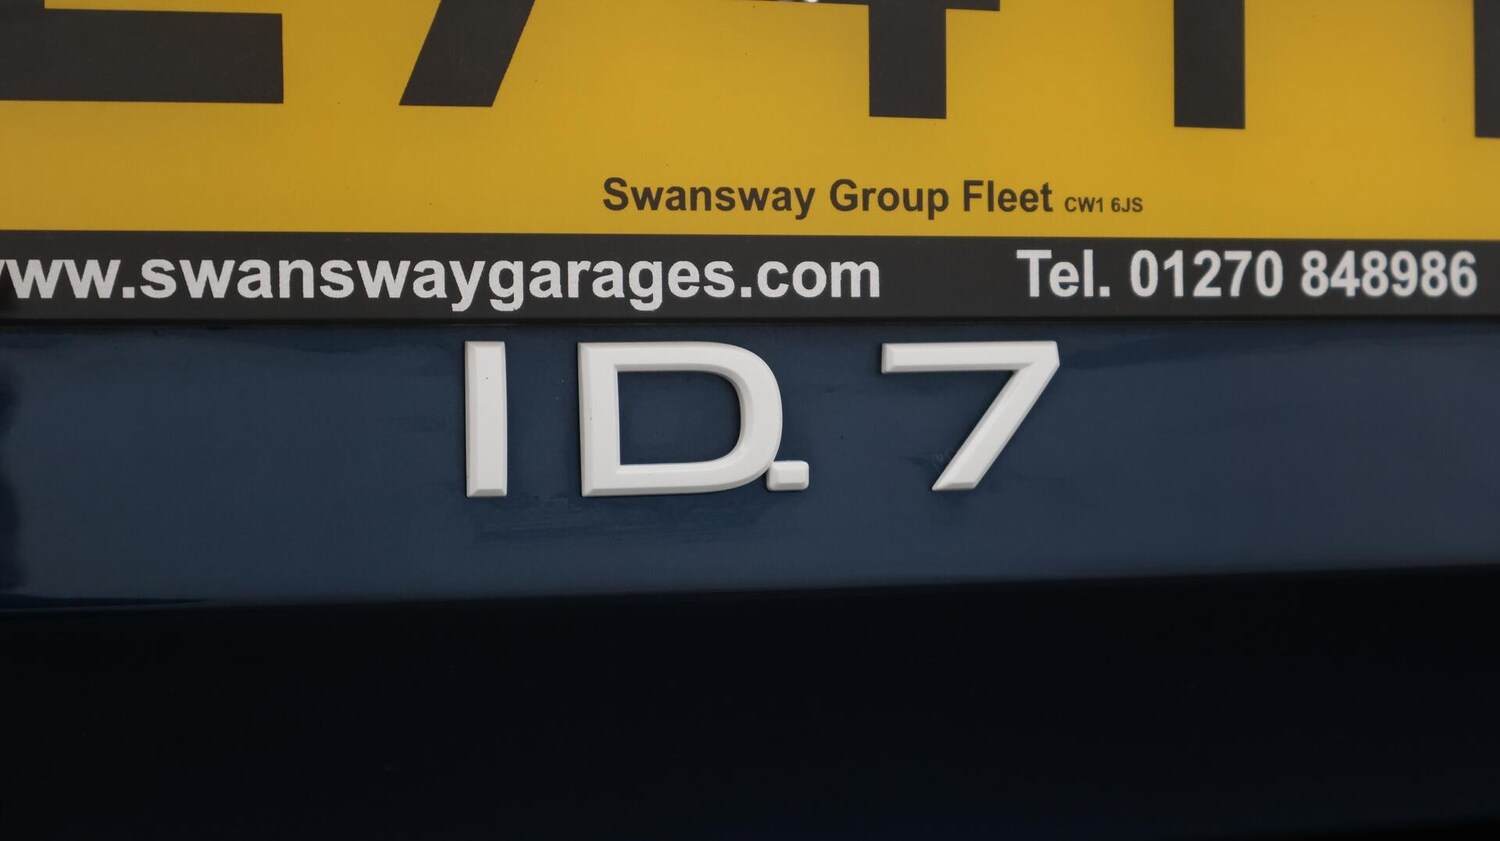 Swansway Group Fleet CW1 6JS
www.swanswaygarages.com Tel. 01270 848986
ID.7